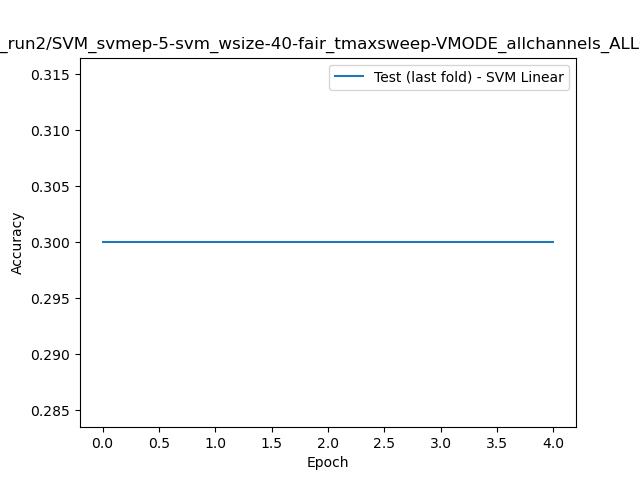 _run2/SVM_svmep-5-svm_wsize-40-fair_tmaxsweep-VMODE_allchannels_ALL
Test (last fold) - SVM Linear
0.315
0.310
0.305
0.300
0.295
0.290
0.285
Accuracy
0.0 0.5 1.0 1.5 2.0 2.5 3.0 3.5 4.0
Epoch